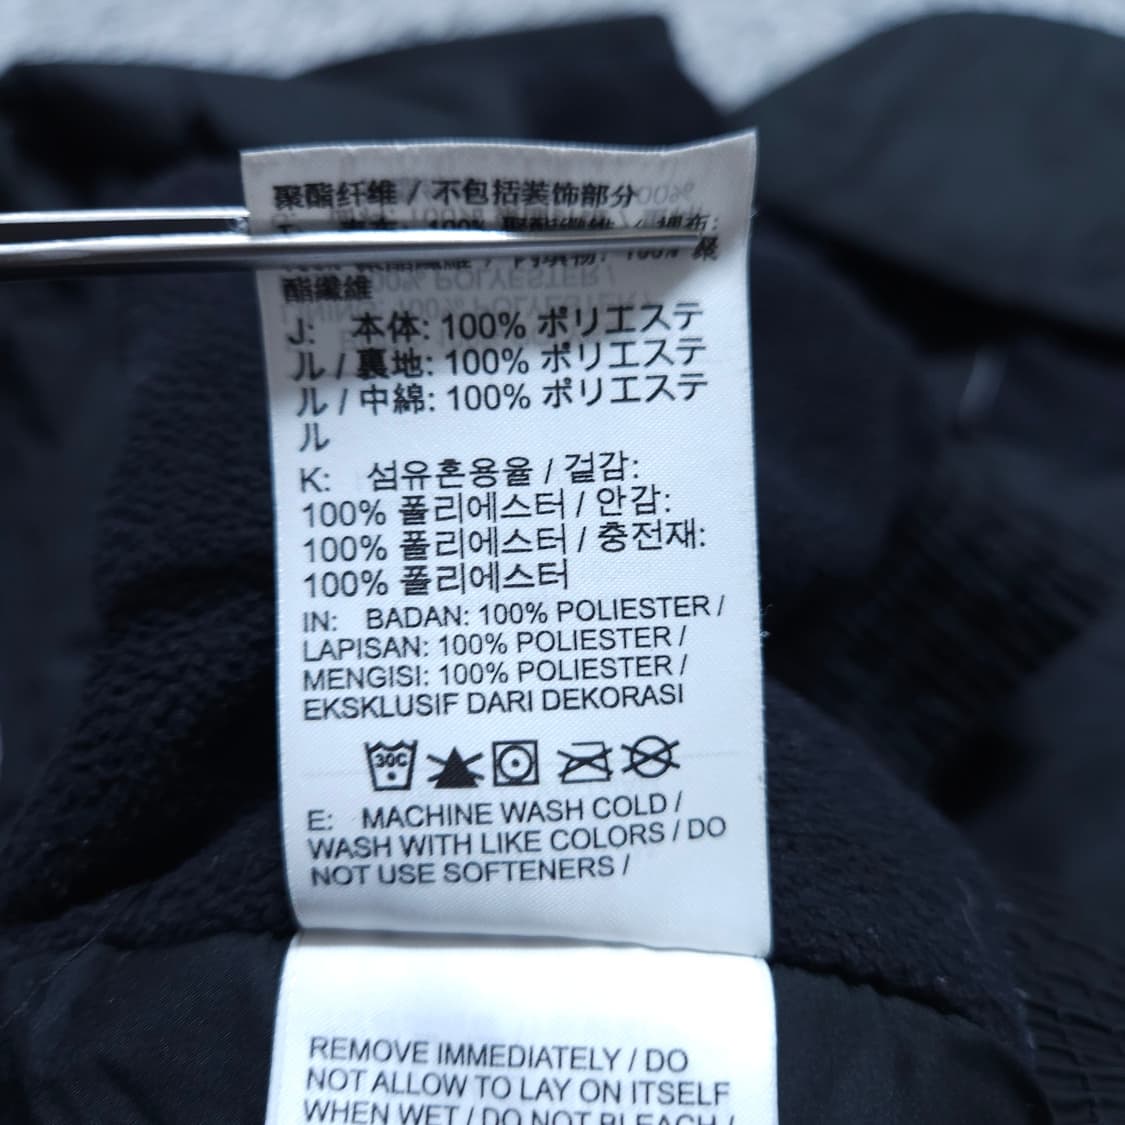 聚酯纤维 / 不包括装饰部分
酯纖維
J: 本体: 100% ポリエステ
ル / 裏地: 100% ポリエステ
ル / 中綿: 100% ポリエステ
ル
K: 섬유혼용율 / 겉감:
100% 폴리에스터 / 안감:
100% 폴리에스터 / 충전재:
100% 폴리에스터
IN: BADAN: 100% POLIESTER /
LAPISAN: 100% POLIESTER /
MENGISI: 100% POLIESTER /
EKSKLUSIF DARI DEKORASI
30C
E: MACHINE WASH COLD /
WASH WITH LIKE COLORS / DO
NOT USE SOFTENERS /
REMOVE IMMEDIATELY / DO
NOT ALLOW TO LAY ON ITSELF
WHEN WET / DO NOT BLEACH /